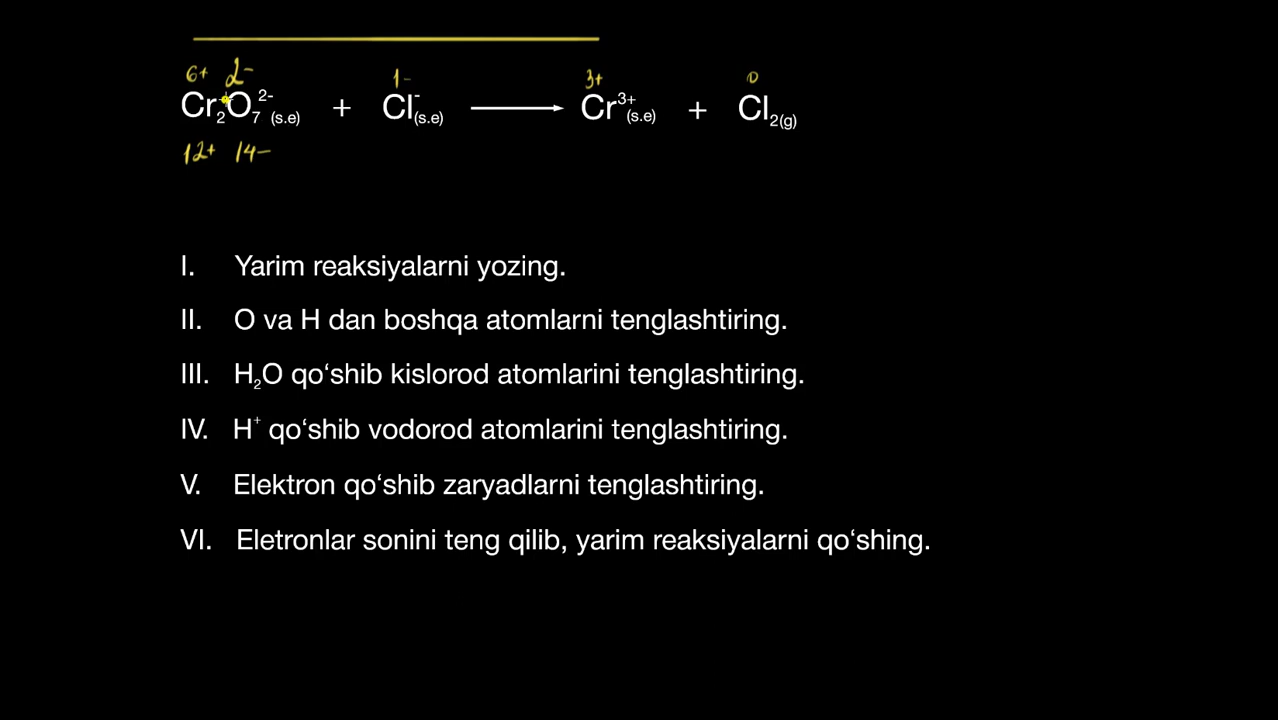 6+ 2- 1- 3+ 0
Cr₂O₇²⁻(s.e) + Cl⁻(s.e) ⟶ Cr³⁺(s.e) + Cl₂(g)
12+ 14-
I. Yarim reaksiyalarni yozing.
II. O va H dan boshqa atomlarni tenglashtiring.
III. H₂O qo‘shib kislorod atomlarini tenglashtiring.
IV. H⁺ qo‘shib vodorod atomlarini tenglashtiring.
V. Elektron qo‘shib zaryadlarni tenglashtiring.
VI. Eletronlar sonini teng qilib, yarim reaksiyalarni qo‘shing.